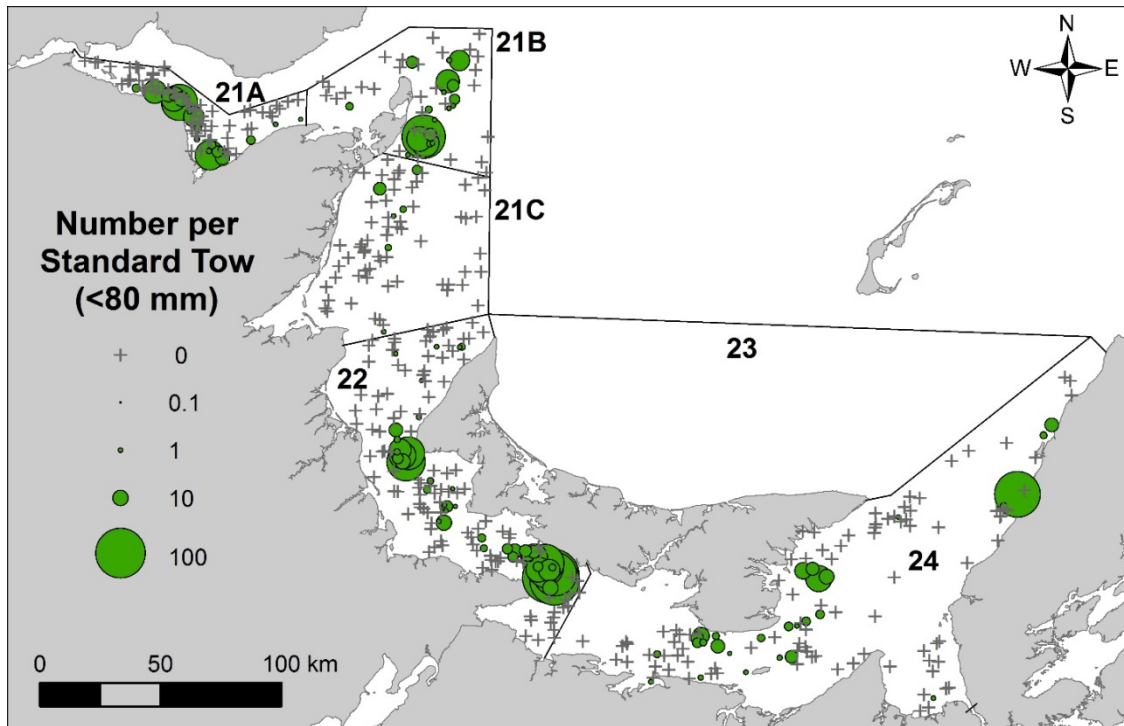 N
W E
S
21A
21B
21C
22
23
24
Number per
Standard Tow
(<80 mm)
0
0.1
1
10
100
0 50 100 km